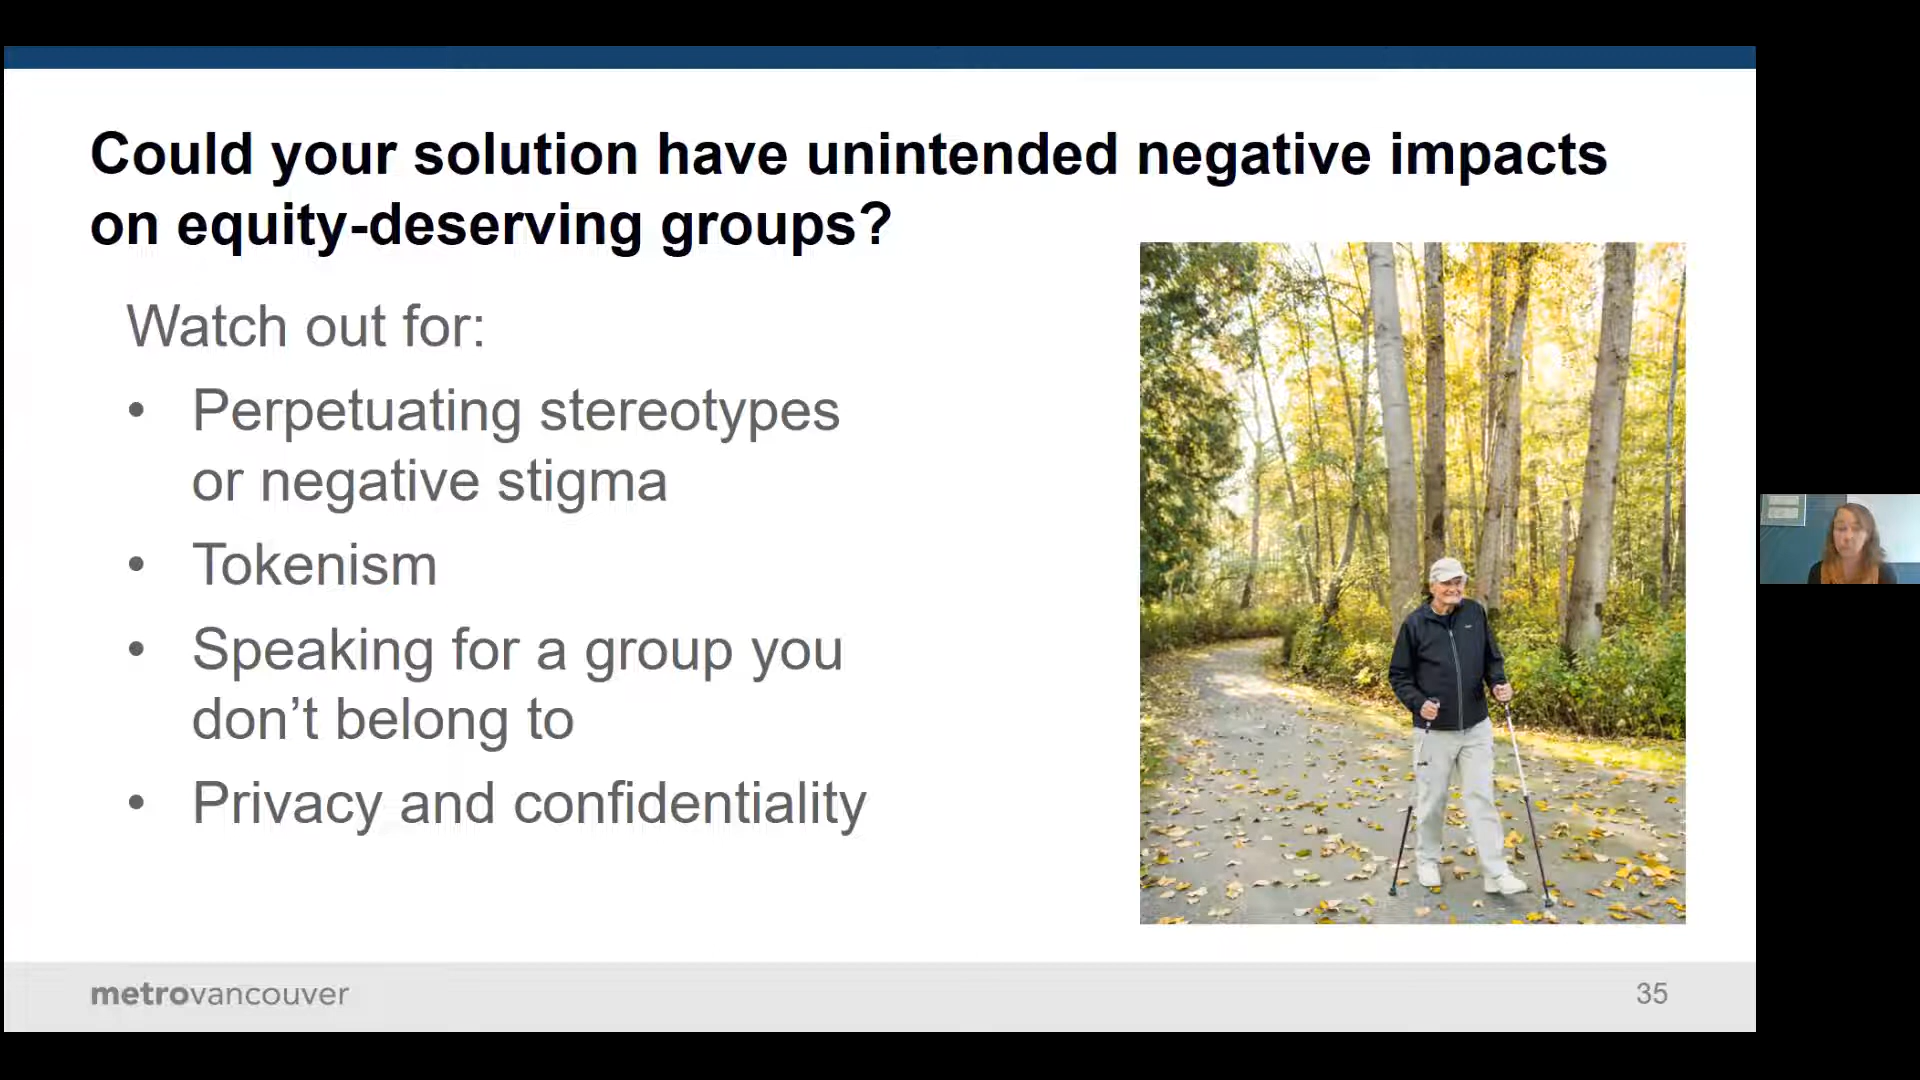 Could your solution have unintended negative impacts
on equity-deserving groups?
Watch out for:
• Perpetuating stereotypes
or negative stigma
• Tokenism
• Speaking for a group you
don’t belong to
• Privacy and confidentiality
metrovancouver
35